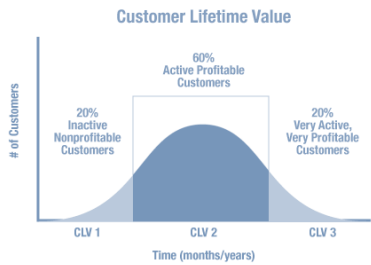 Customer Lifetime Value
60%
Active Profitable
Customers
20%
Inactive
Nonprofitable
Customers
20%
Very Active,
Very Profitable
Customers
# of Customers
CLV 1
CLV 2
CLV 3
Time (months/years)